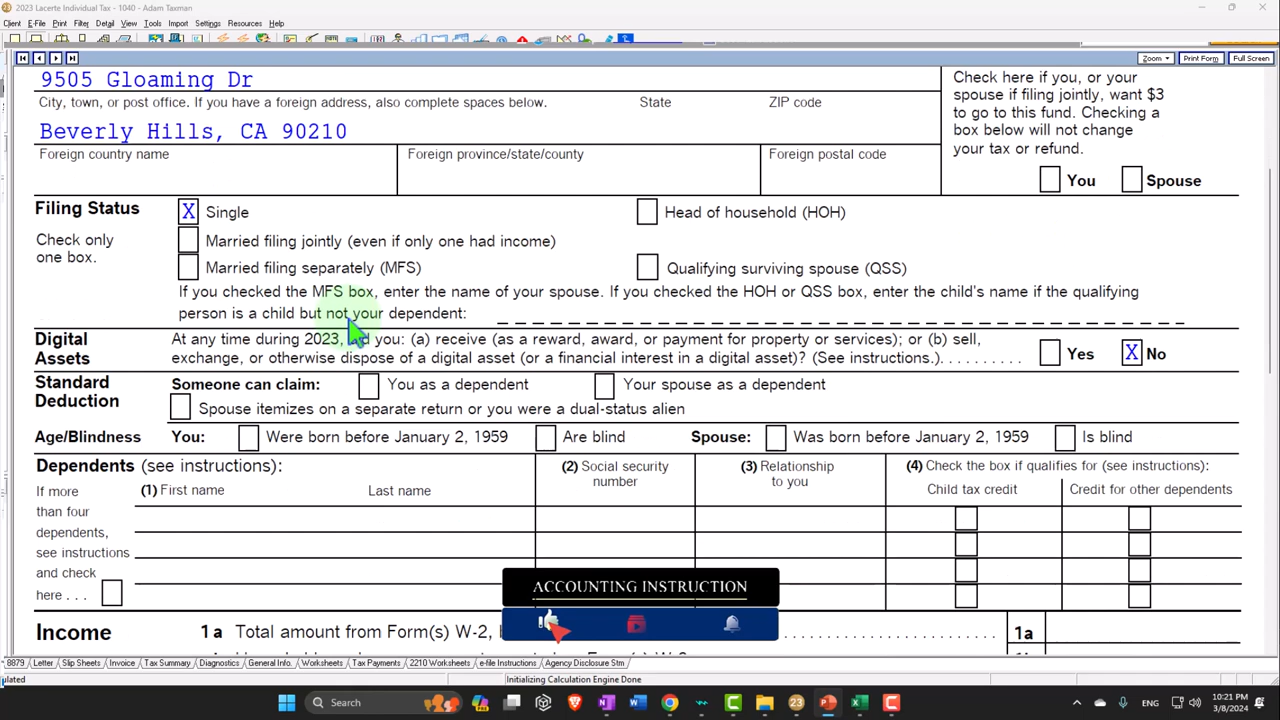 2023 Lacerte Individual Tax - 1040 - Adam Taxman
Client E-File Print Filter Detail View Tools Import Settings Resources Help
Zoom Print Form Full Screen
9505 Gloaming Dr
City, town, or post office. If you have a foreign address, also complete spaces below. State ZIP code
Beverly Hills, CA 90210
Foreign country name Foreign province/state/county Foreign postal code
Check here if you, or your
spouse if filing jointly, want $3
to go to this fund. Checking a
box below will not change
your tax or refund.
You Spouse
Filing Status X Single Head of household (HOH)
Check only
one box.
Married filing jointly (even if only one had income)
Married filing separately (MFS) Qualifying surviving spouse (QSS)
If you checked the MFS box, enter the name of your spouse. If you checked the HOH or QSS box, enter the child's name if the qualifying
person is a child but not your dependent:
Digital
Assets
At any time during 2023, you: (a) receive (as a reward, award, or payment for property or services); or (b) sell,
exchange, or otherwise dispose of a digital asset (or a financial interest in a digital asset)? (See instructions.) . . . . . . . . . Yes X No
Standard
Deduction
Someone can claim: You as a dependent Your spouse as a dependent
Spouse itemizes on a separate return or you were a dual-status alien
Age/Blindness You: Were born before January 2, 1959 Are blind Spouse: Was born before January 2, 1959 Is blind
Dependents (see instructions):
If more
than four
dependents,
see instructions
and check
here . . .
(1) First name Last name
(2) Social security
number
(3) Relationship
to you
(4) Check the box if qualifies for (see instructions):
Child tax credit Credit for other dependents
ACCOUNTING INSTRUCTION
Income 1a Total amount from Form(s) W-2, 1a
8879 Letter Slip Sheets Invoice Tax Summary Diagnostics General Info. Worksheets Tax Payments 2210 Worksheets e-file Instructions Agency Disclosure Stm
ulated Initializing Calculation Engine Done
Search
23
ENG
10:21 PM
3/8/2024